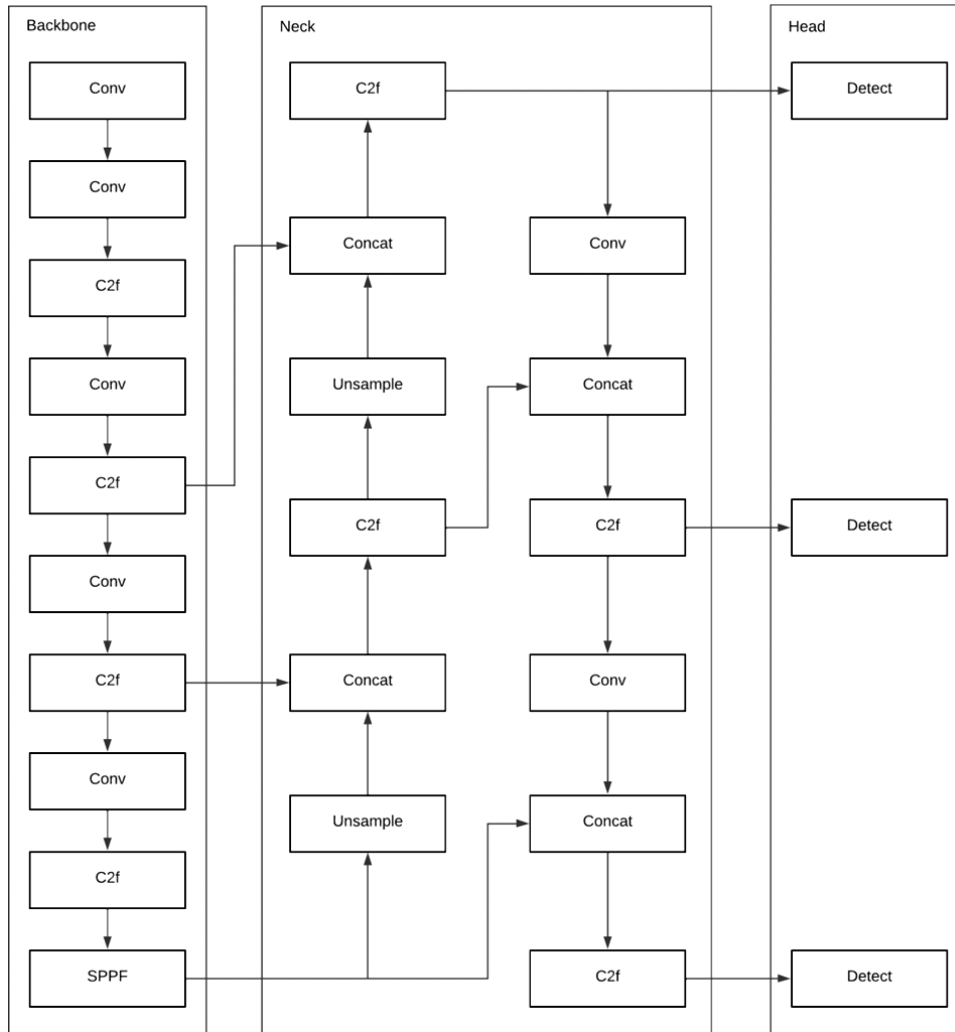 Backbone
Conv
Conv
C2f
Conv
C2f
Conv
C2f
Conv
C2f
SPPF
Neck
C2f
Concat
Unsample
C2f
Concat
Unsample
Conv
Concat
C2f
Conv
Concat
C2f
Head
Detect
Detect
Detect